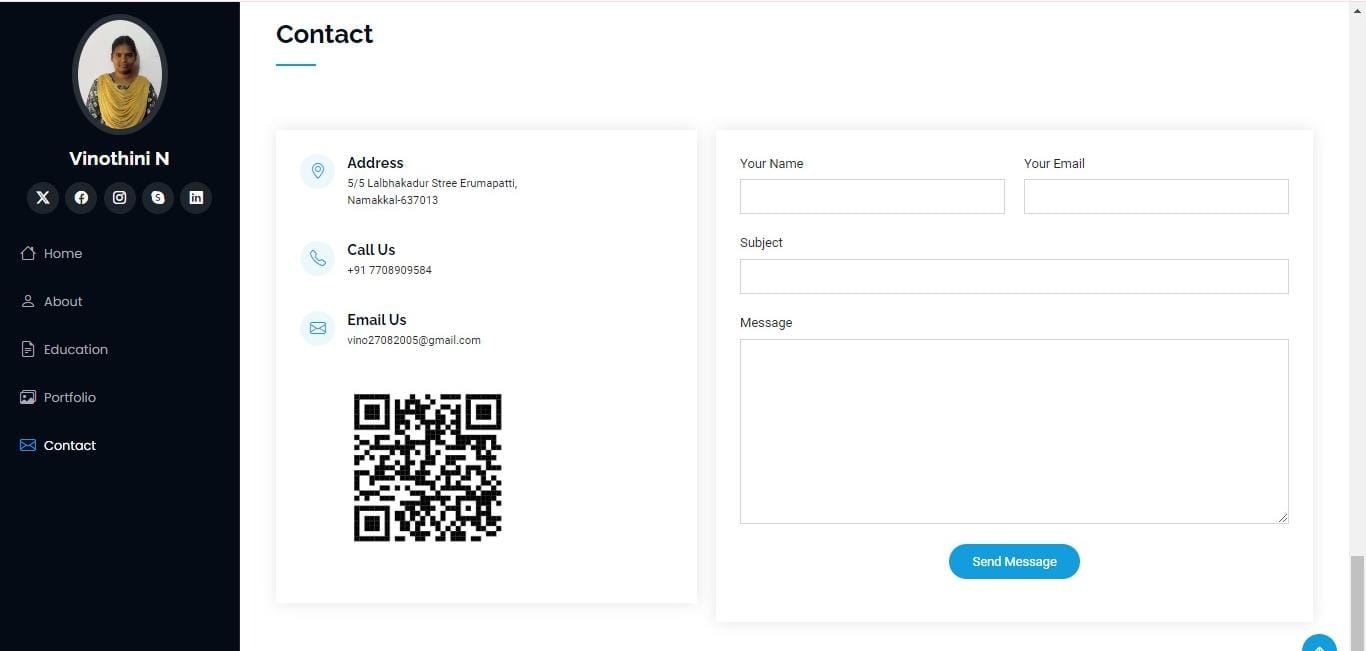 Vinothini N
Home
About
Education
Portfolio
Contact
Contact
Address
5/5 Lalbhakadur Stree Erumapatti,
Namakkal-637013
Call Us
+91 7708909584
Email Us
vino27082005@gmail.com
Your Name
Your Email
Subject
Message
Send Message